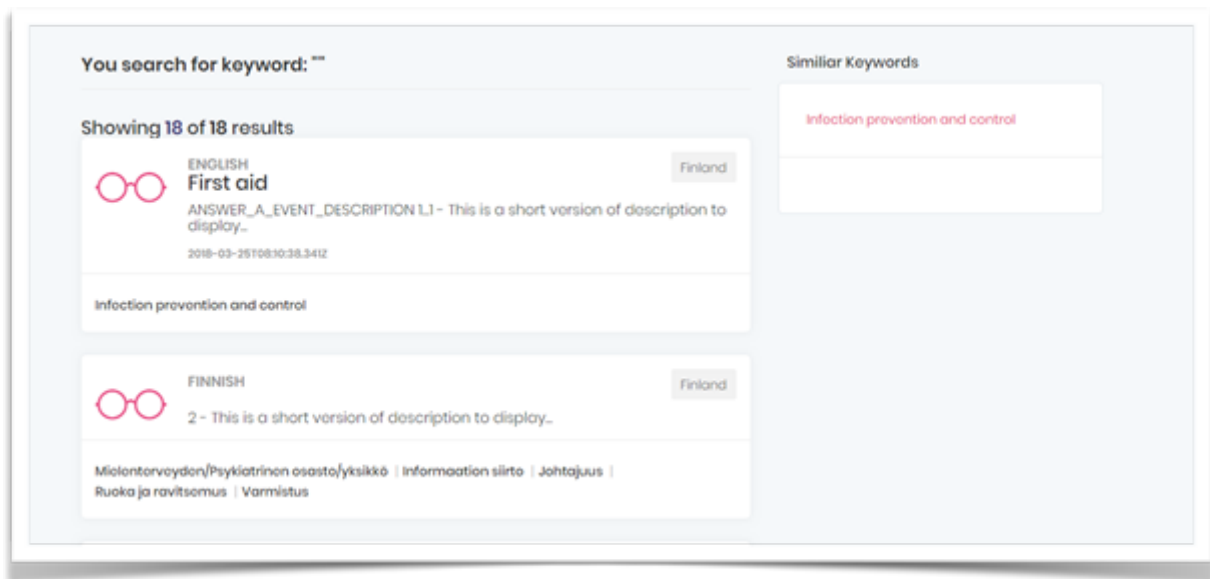 You search for keyword: ""
Similiar Keywords
Infection prevention and control
Showing 18 of 18 results
ENGLISH
Finland
First aid
ANSWER_A_EVENT_DESCRIPTION 1..1 - This is a short version of description to
display...
2018-03-25T08:10:38.341Z
Infection prevention and control
FINNISH
Finland
2 - This is a short version of description to display...
Mielenterveyden/Psykiatrinen osasto/yksikkö | Informaation siirto | Johtajuus |
Ruoka ja ravitsemus | Varmistus